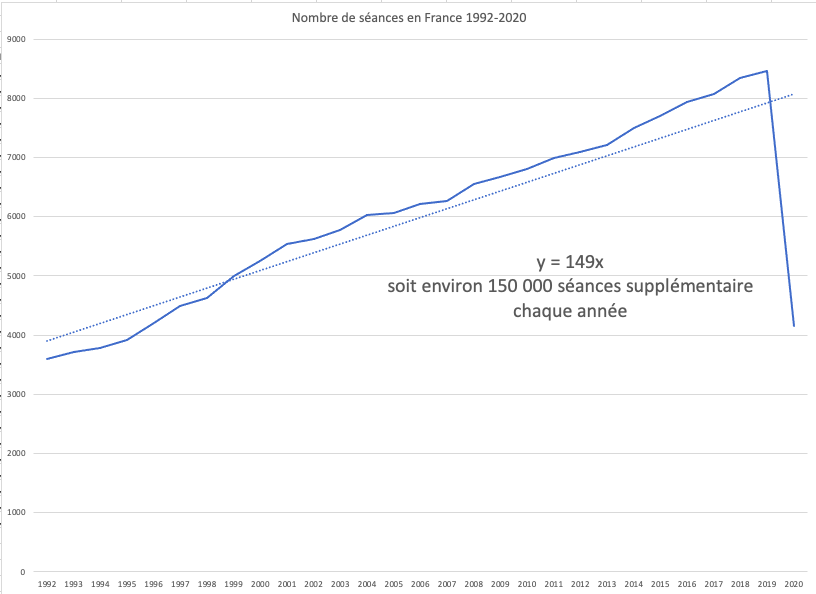 Nombre de séances en France 1992-2020
9000
8000
7000
6000
5000
4000
3000
2000
1000
0
y = 149x
soit environ 150 000 séances supplémentaire
chaque année
1992 1993 1994 1995 1996 1997 1998 1999 2000 2001 2002 2003 2004 2005 2006 2007 2008 2009 2010 2011 2012 2013 2014 2015 2016 2017 2018 2019 2020